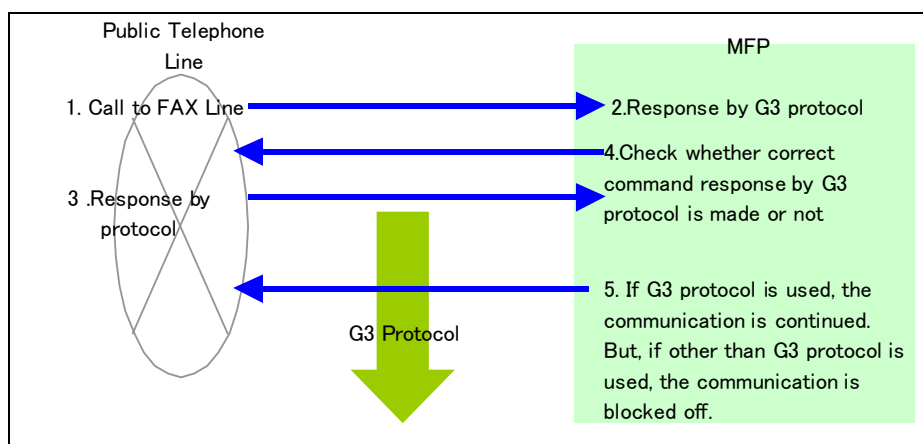 Public Telephone
Line
MFP
1. Call to FAX Line
2.Response by G3 protocol
3 .Response by
protocol
4.Check whether correct
command response by G3
protocol is made or not
G3 Protocol
5. If G3 protocol is used, the
communication is continued.
But, if other than G3 protocol is
used, the communication is
blocked off.